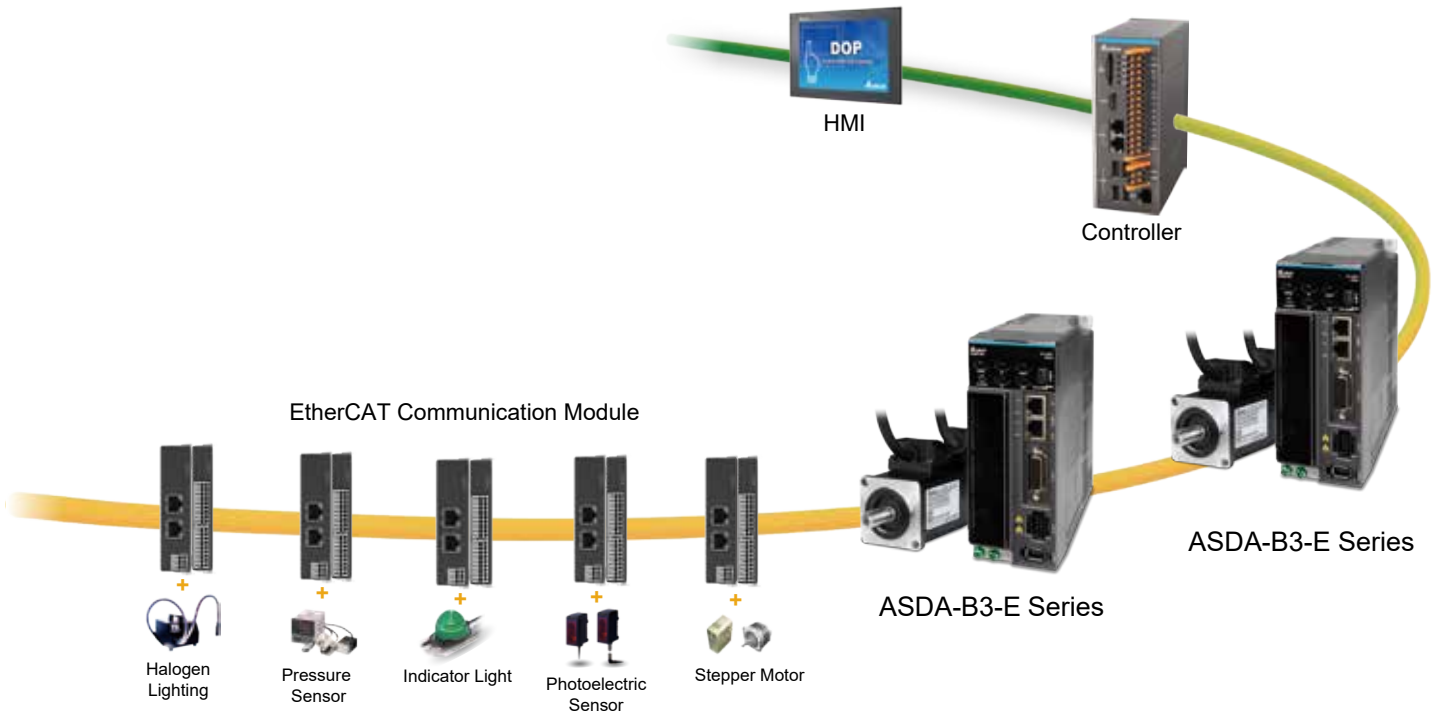 DOP
HMI
Controller
EtherCAT Communication Module
ASDA-B3-E Series
ASDA-B3-E Series
Halogen
Lighting
Pressure
Sensor
Indicator Light
Photoelectric
Sensor
Stepper Motor